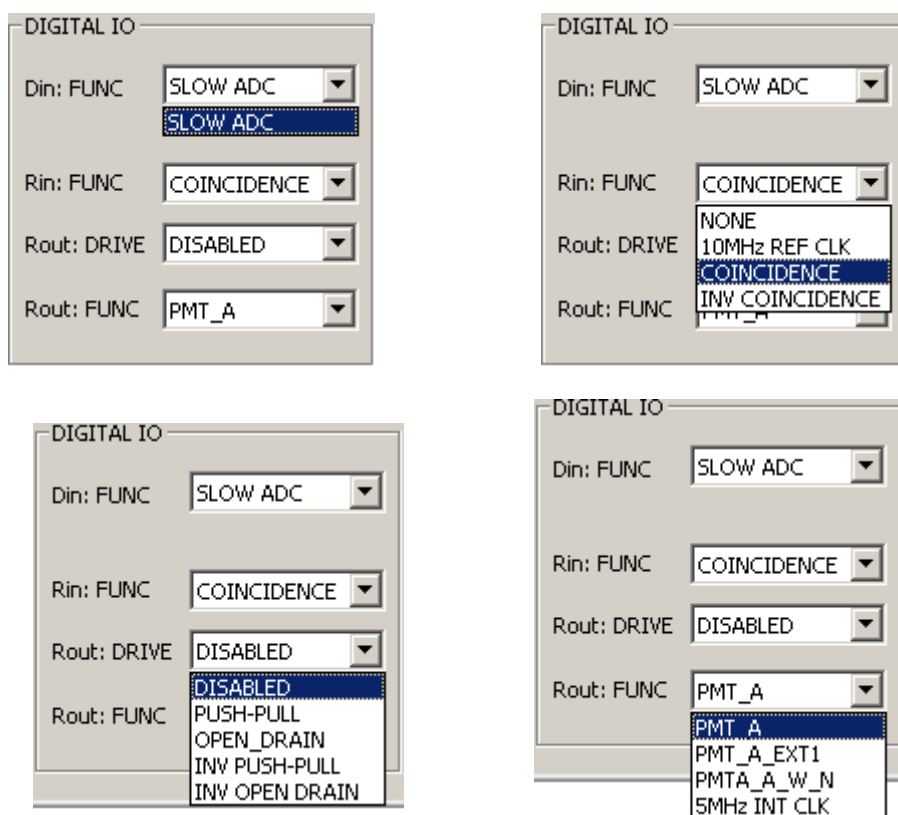 DIGITAL IO
Din: FUNC SLOW ADC
SLOW ADC
Rin: FUNC COINCIDENCE
Rout: DRIVE DISABLED
Rout: FUNC PMT_A
DIGITAL IO
Din: FUNC SLOW ADC
Rin: FUNC COINCIDENCE
NONE
Rout: DRIVE 10MHz REF CLK
COINCIDENCE
Rout: FUNC INV COINCIDENCE
DIGITAL IO
Din: FUNC SLOW ADC
Rin: FUNC COINCIDENCE
Rout: DRIVE DISABLED
DISABLED
Rout: FUNC PUSH-PULL
OPEN_DRAIN
INV PUSH-PULL
INV OPEN DRAIN
DIGITAL IO
Din: FUNC SLOW ADC
Rin: FUNC COINCIDENCE
Rout: DRIVE DISABLED
Rout: FUNC PMT_A
PMT_A
PMT_A_EXT1
PMTA_A_W_N
5MHz INT CLK